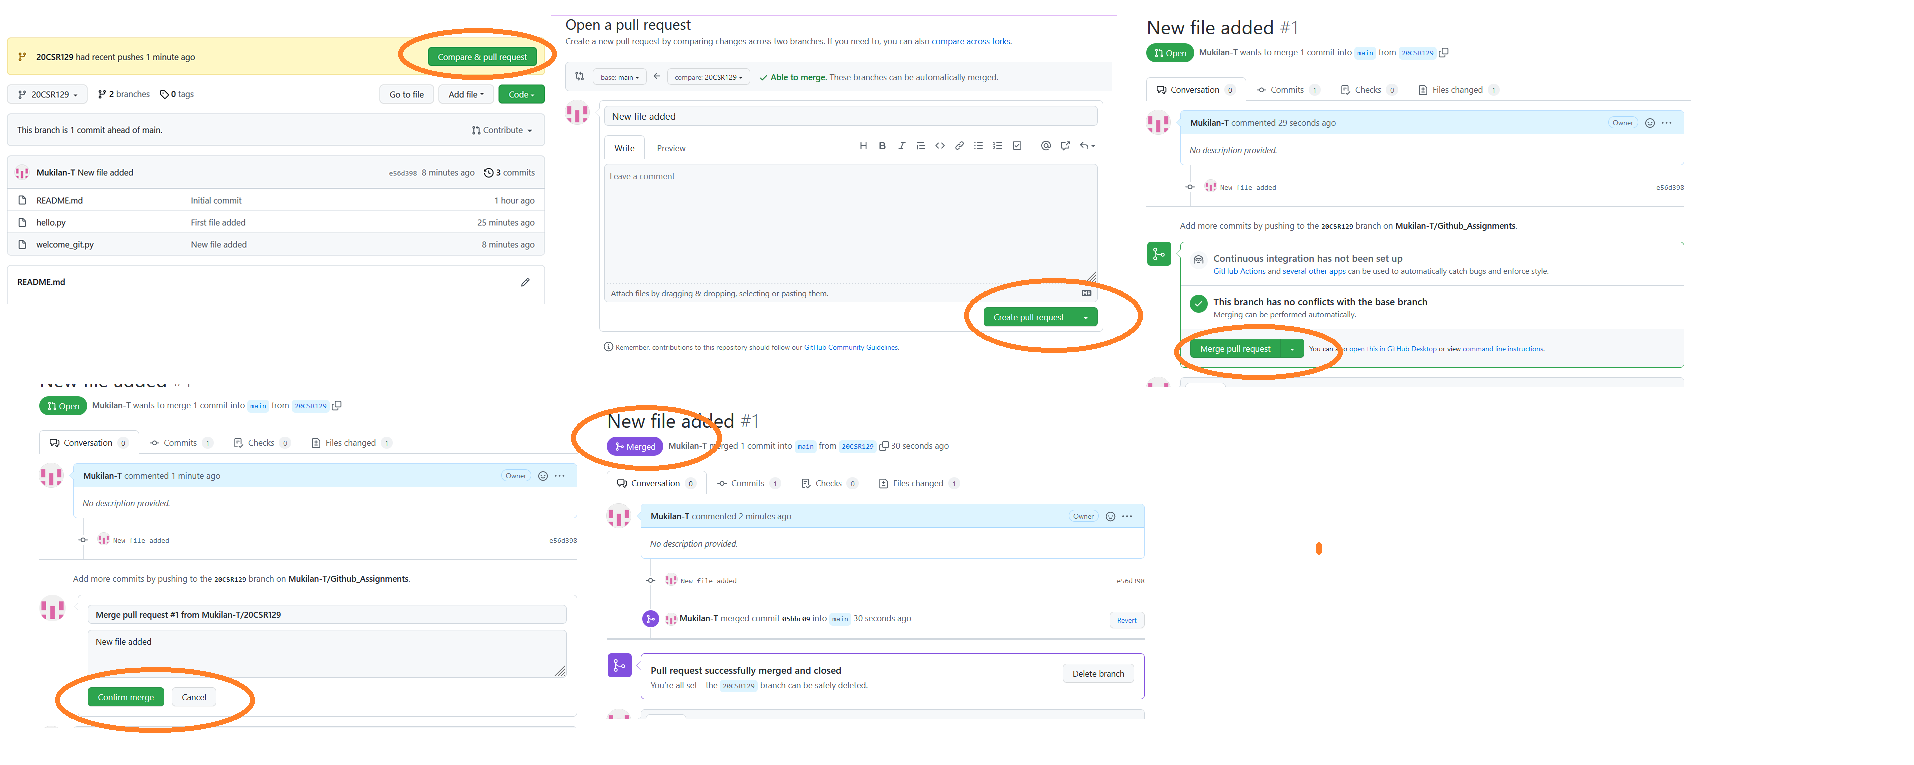 20CSR129 had recent pushes 1 minute ago
Compare & pull request
20CSR129
2 branches
0 tags
Go to file
Add file
Code
This branch is 1 commit ahead of main.
Contribute
Mukilan-T New file added
e56d398 8 minutes ago
3 commits
README.md Initial commit 1 hour ago
hello.py First file added 25 minutes ago
welcome_git.py New file added 8 minutes ago
README.md
Open a pull request
Create a new pull request by comparing changes across two branches. If you need to, you can also compare across forks.
base: main
compare: 20CSR129
Able to merge. These branches can be automatically merged.
New file added
Write
Preview
Leave a comment
Attach files by dragging & dropping, selecting or pasting them.
Create pull request
Remember, contributions to this repository should follow our GitHub Community Guidelines.
New file added #1
Open
Mukilan-T wants to merge 1 commit into main from 20CSR129
Conversation 0
Commits 1
Checks 0
Files changed 1
Mukilan-T commented 29 seconds ago
Owner
No description provided.
New file added
e56d398
Add more commits by pushing to the 20CSR129 branch on Mukilan-T/Github_Assignments.
Continuous integration has not been set up
GitHub Actions and several other apps can be used to automatically catch bugs and enforce style.
This branch has no conflicts with the base branch
Merging can be performed automatically.
Merge pull request
You can also open this in GitHub Desktop or view command line instructions.
New file added #1
Open
Mukilan-T wants to merge 1 commit into main from 20CSR129
Conversation 0
Commits 1
Checks 0
Files changed 1
Mukilan-T commented 1 minute ago
Owner
No description provided.
New file added
e56d398
Add more commits by pushing to the 20CSR129 branch on Mukilan-T/Github_Assignments.
Merge pull request #1 from Mukilan-T/20CSR129
New file added
Confirm merge
Cancel
New file added #1
Merged
Mukilan-T merged 1 commit into main from 20CSR129 30 seconds ago
Conversation 0
Commits 1
Checks 0
Files changed 1
Mukilan-T commented 2 minutes ago
Owner
No description provided.
New file added
e56d398
Mukilan-T merged commit into main 30 seconds ago
Revert
Pull request successfully merged and closed
You're all set—the 20CSR129 branch can be safely deleted.
Delete branch